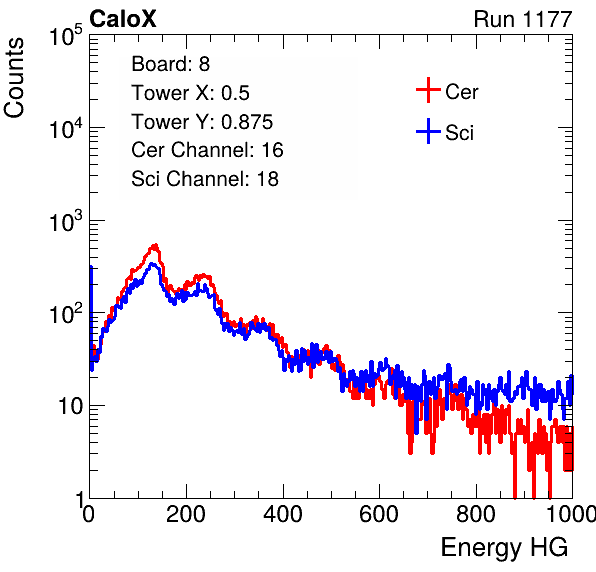 CaloX Run 1177
Counts
10^5
10^4
10^3
10^2
10
1
Board: 8
Tower X: 0.5
Tower Y: 0.875
Cer Channel: 16
Sci Channel: 18
Cer
Sci
0 200 400 600 800 1000
Energy HG